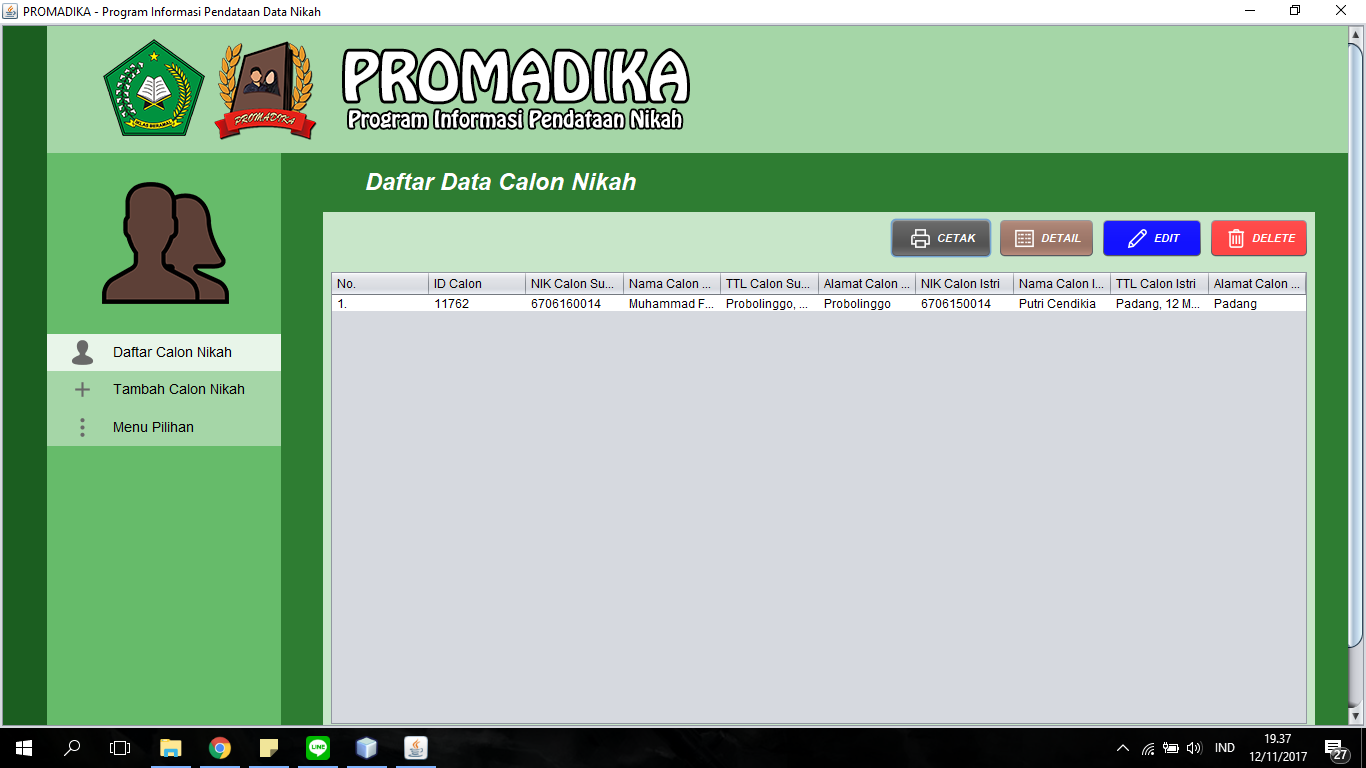 PROMADIKA - Program Informasi Pendataan Data Nikah
PROMADIKA
Program Informasi Pendataan Nikah
IKLAS BERAMAL
PROMADIKA
Daftar Data Calon Nikah
CETAK
DETAIL
EDIT
DELETE
No. ID Calon NIK Calon Su... Nama Calon ... TTL Calon Su... Alamat Calon ... NIK Calon Istri Nama Calon I... TTL Calon Istri Alamat Calon ...
1. 11762 6706160014 Muhammad F... Probolinggo, ... Probolinggo 6706150014 Putri Cendikia Padang, 12 M... Padang
Daftar Calon Nikah
Tambah Calon Nikah
Menu Pilihan
LINE
IND
19.37
12/11/2017
27